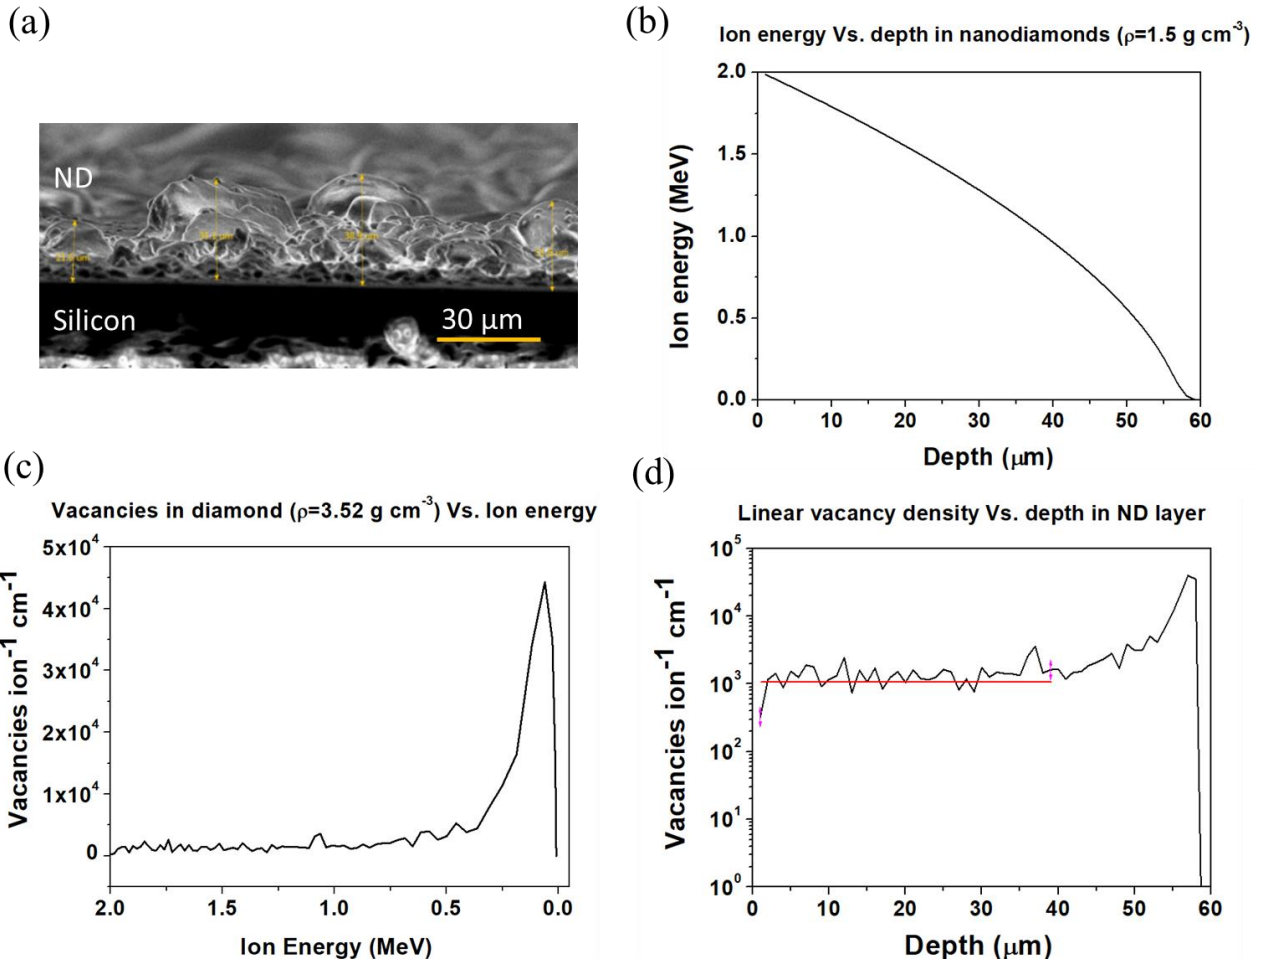 (a)
ND
Silicon
30 μm
(b)
Ion energy Vs. depth in nanodiamonds (ρ=1.5 g cm⁻³)
Ion energy (MeV)
2.0
1.5
1.0
0.5
0.0
0 10 20 30 40 50 60
Depth (μm)
(c)
Vacancies in diamond (ρ=3.52 g cm⁻³) Vs. Ion energy
Vacancies ion⁻¹ cm⁻¹
5x10⁴
4x10⁴
3x10⁴
2x10⁴
1x10⁴
0
2.0 1.5 1.0 0.5 0.0
Ion Energy (MeV)
(d)
Linear vacancy density Vs. depth in ND layer
Vacancies ion⁻¹ cm⁻¹
10⁵
10⁴
10³
10²
10¹
10⁰
0 10 20 30 40 50 60
Depth (μm)